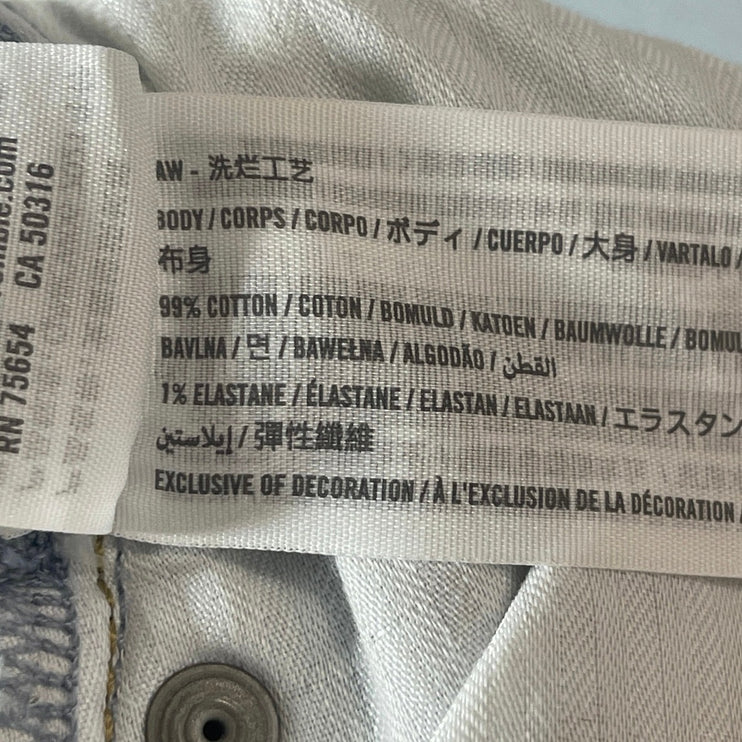 RN 75654 CA 50316
AW - 洗烂工艺
BODY / CORPS / CORPO / ボディ / CUERPO / 大身 / VARTALO /
布身
99% COTTON / COTON / BOMULD / KATOEN / BAUMWOLLE / BOMUL
BAVLNA / 면 / BAWEŁNA / ALGODÃO / القطن
1% ELASTANE / ÉLASTANE / ELASTAN / ELASTAAN / エラスタン
إيلاستين / 彈性纖維
EXCLUSIVE OF DECORATION / À L'EXCLUSION DE LA DÉCORATION /